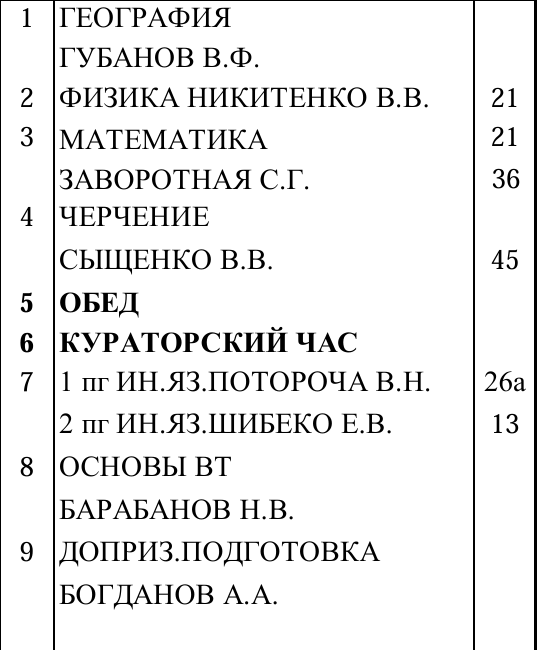 1 ГЕОГРАФИЯ
ГУБАНОВ В.Ф.
2 ФИЗИКА НИКИТЕНКО В.В. 21
3 МАТЕМАТИКА 21
ЗАВОРОТНАЯ С.Г. 36
4 ЧЕРЧЕНИЕ
СЫЩЕНКО В.В. 45
5 ОБЕД
6 КУРАТОРСКИЙ ЧАС
7 1 пг ИН.ЯЗ.ПОТОРОЧА В.Н. 26а
2 пг ИН.ЯЗ.ШИБЕКО Е.В. 13
8 ОСНОВЫ ВТ
БАРАБАНОВ Н.В.
9 ДОПРИЗ.ПОДГОТОВКА
БОГДАНОВ А.А.